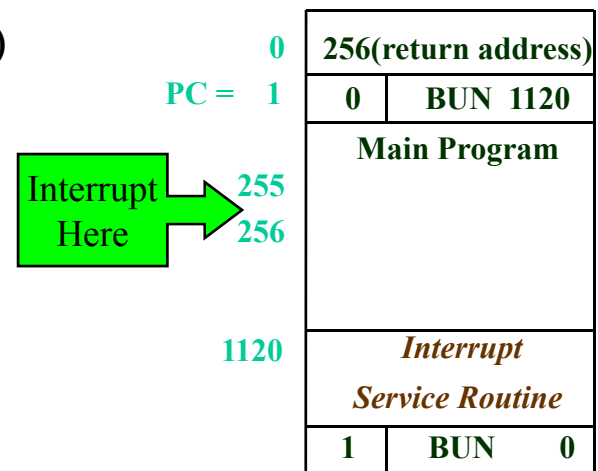 )
0 256(return address)
PC = 1 0 BUN 1120
Main Program
Interrupt
Here
255
256
1120 Interrupt
Service Routine
1 BUN 0